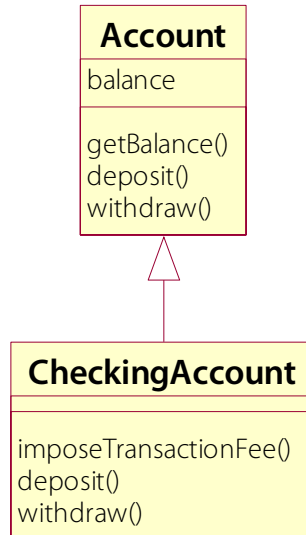 Account
balance
getBalance()
deposit()
withdraw()
CheckingAccount
imposeTransactionFee()
deposit()
withdraw()